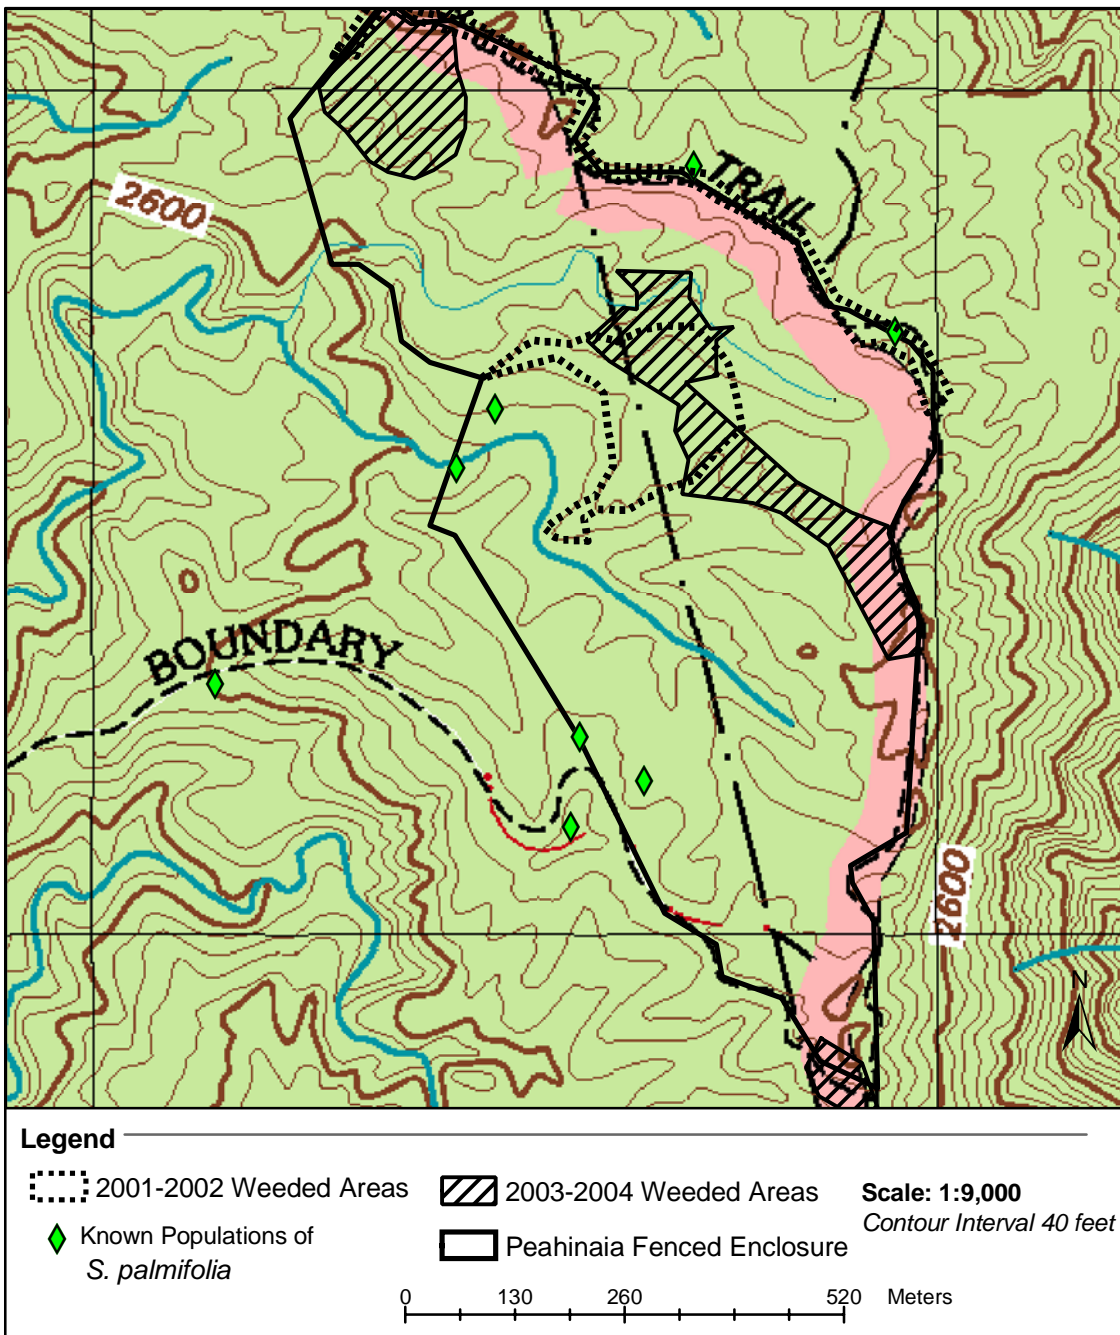 TRAIL
2600
BOUNDARY
2600
N
Legend
2001-2002 Weeded Areas
2003-2004 Weeded Areas
Scale: 1:9,000
Contour Interval 40 feet
Known Populations of
S. palmifolia
Peahinaia Fenced Enclosure
0 130 260 520 Meters